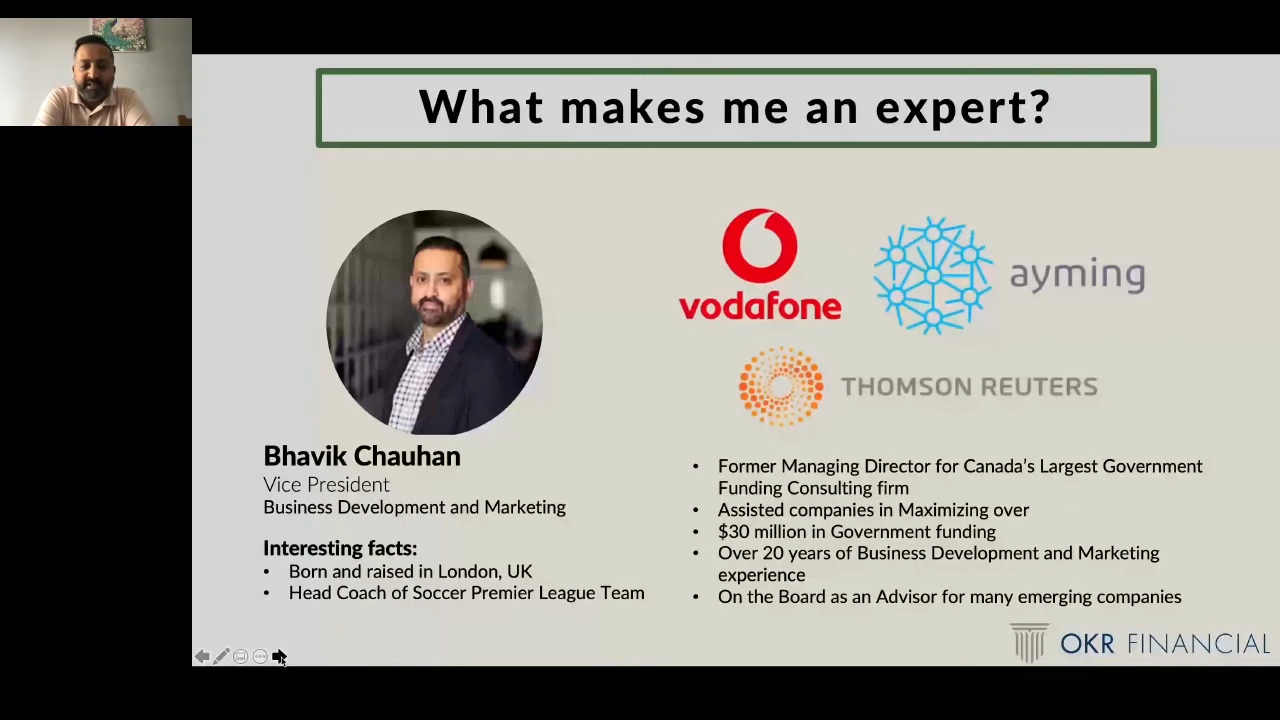 What makes me an expert?
vodafone
ayming
THOMSON REUTERS
Bhavik Chauhan
Vice President
Business Development and Marketing
Interesting facts:
• Born and raised in London, UK
• Head Coach of Soccer Premier League Team
• Former Managing Director for Canada's Largest Government
Funding Consulting firm
• Assisted companies in Maximizing over
• $30 million in Government funding
• Over 20 years of Business Development and Marketing
experience
• On the Board as an Advisor for many emerging companies
OKR FINANCIAL